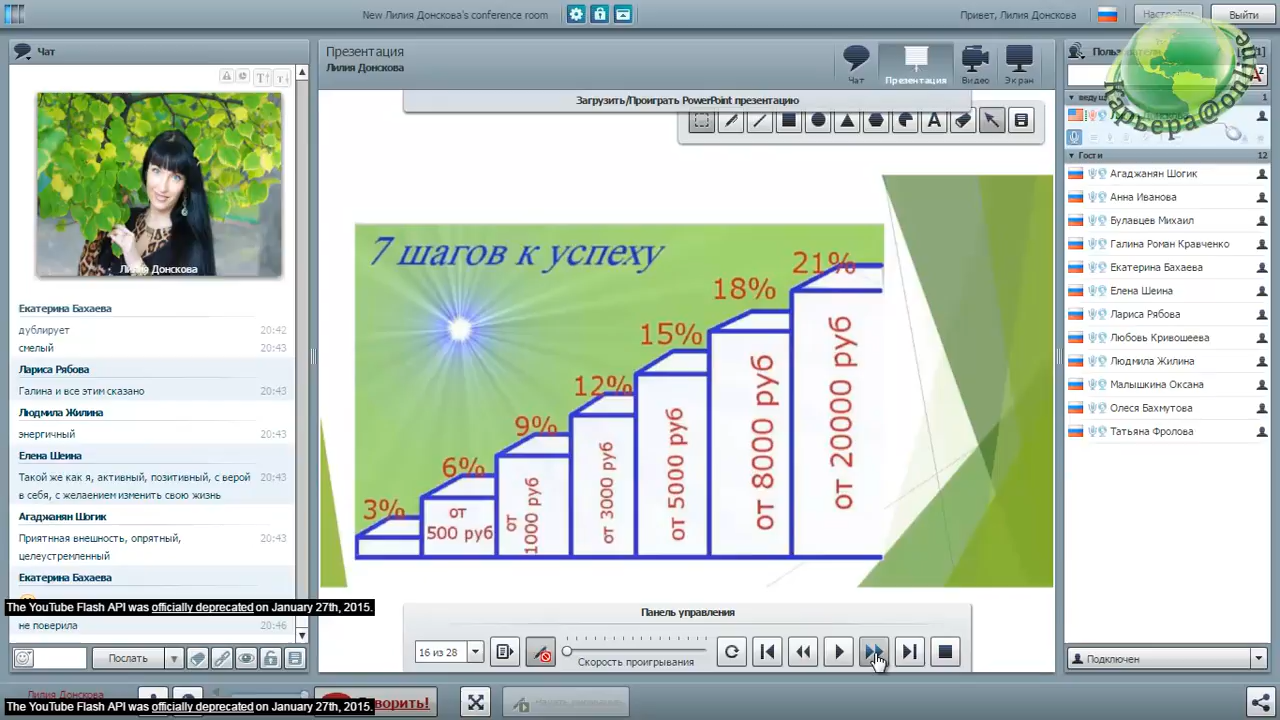 New Лилия Донскова's conference room
Привет, Лилия Донскова
Настройки
Выйти
Чат
Лилия Донскова
Екатерина Бахаева
дублирует 20:42
смелый 20:43
Лариса Рябова
Галина и все этим сказано 20:43
Людмила Жилина
энергичный 20:43
Елена Шеина
Такой же как я, активный, позитивный, с верой 20:43
в себя, с желаением изменить свою жизнь
Агаджанян Шогик
Приятнная внешность, опрятный, 20:43
целеустремленный
Екатерина Бахаева
The YouTube Flash API was officially deprecated on January 27th, 2015.
не поверила 20:46
Послать
Презентация
Лилия Донскова
Чат
Презентация
Видео
Экран
Загрузить/Проиграть PowerPoint презентацию
7 шагов к успеху
3%
6%
от
500 руб
9%
от
1000 руб
12%
от 3000 руб
15%
от 5000 руб
18%
от 8000 руб
21%
от 20000 руб
Панель управления
16 из 28
Скорость проигрывания
Карьера@online
Гости 12
Агаджанян Шогик
Анна Иванова
Булавцев Михаил
Галина Роман Кравченко
Екатерина Бахаева
Елена Шеина
Лариса Рябова
Любовь Кривошеева
Людмила Жилина
Малышкина Оксана
Олеся Бахмутова
Татьяна Фролова
Подключен
Лилия Донскова
The YouTube Flash API was officially deprecated on January 27th, 2015.